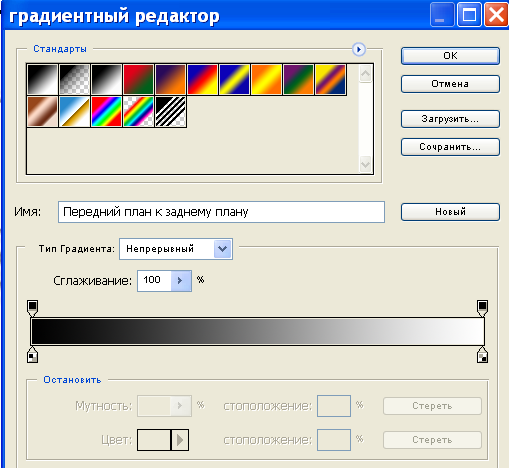 градиентный редактор
Стандарты
OK
Отмена
Загрузить...
Сочранить...
Имя: Передний план к заднему плану
Новый
Тип Градиента: Непрерывный
Сглаживание: 100 %
Остановить
Мутность: % стоположение: Стереть
Цвет: стоположение: Стереть